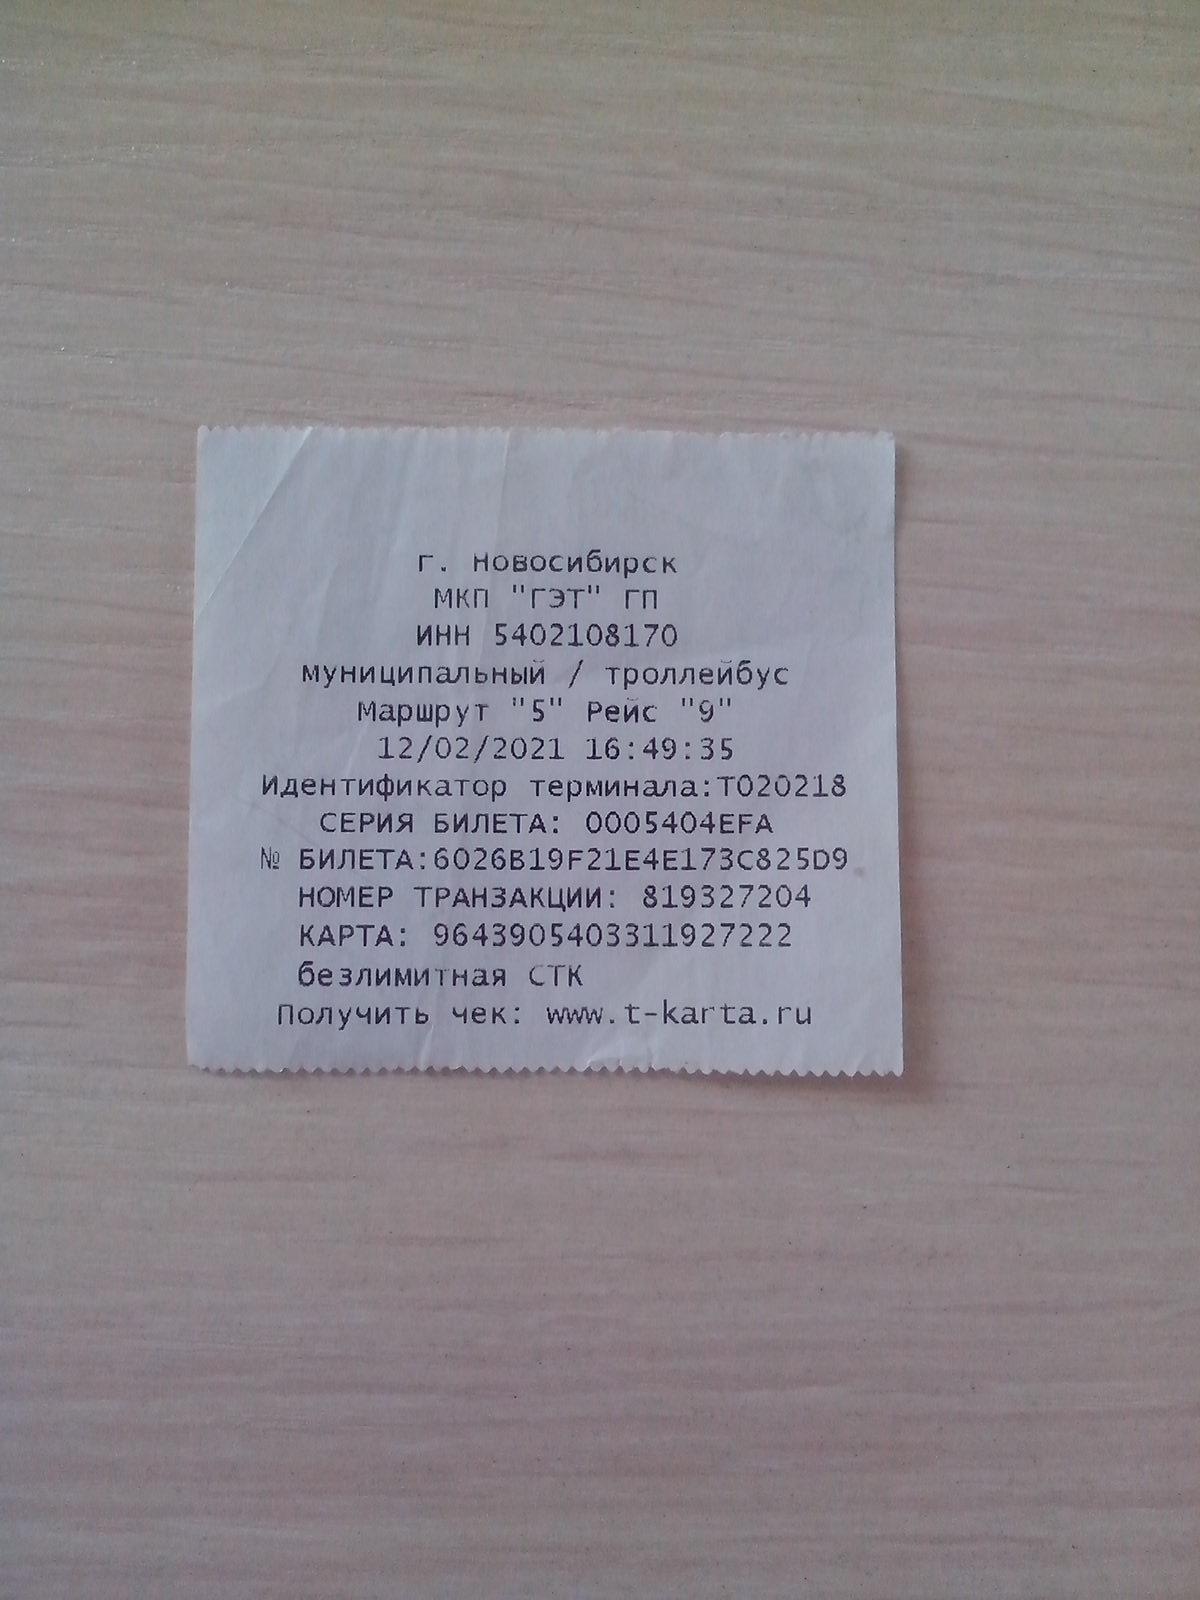 г. Новосибирск
МКП "ГЭТ" ГП
ИНН 5402108170
муниципальный / троллейбус
Маршрут "5" Рейс "9"
12/02/2021 16:49:35
Идентификатор терминала:T020218
СЕРИЯ БИЛЕТА: 0005404EFA
№ БИЛЕТА:6026B19F21E4E173C825D9
НОМЕР ТРАНЗАКЦИИ: 819327204
КАРТА: 9643905403311927222
безлимитная СТК
Получить чек: www.t-karta.ru